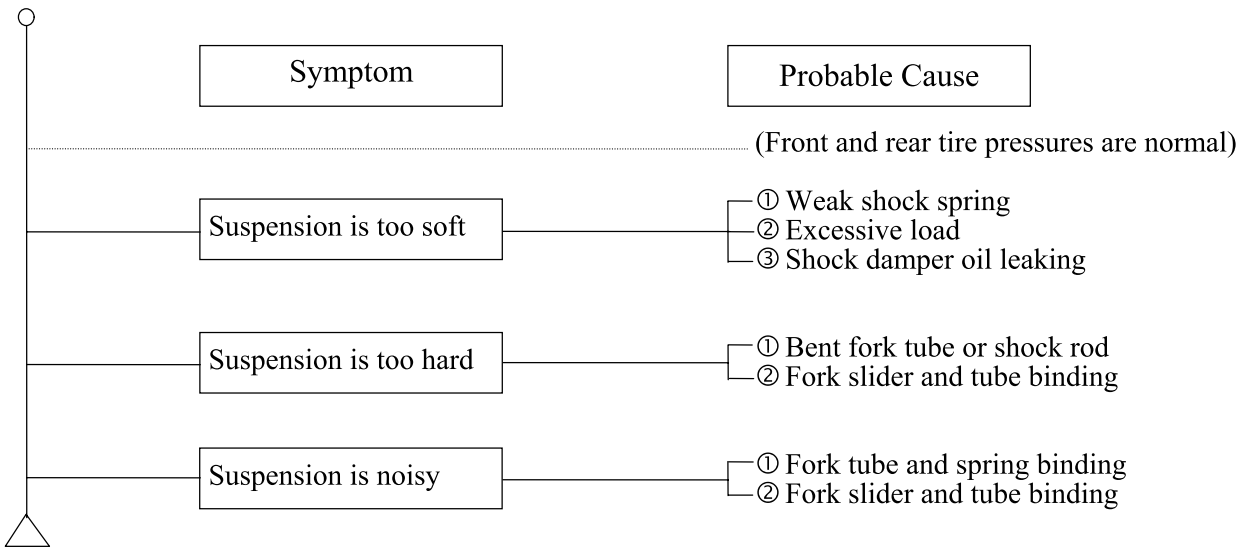 Symptom
Probable Cause
(Front and rear tire pressures are normal)
Suspension is too soft
① Weak shock spring
② Excessive load
③ Shock damper oil leaking
Suspension is too hard
① Bent fork tube or shock rod
② Fork slider and tube binding
Suspension is noisy
① Fork tube and spring binding
② Fork slider and tube binding